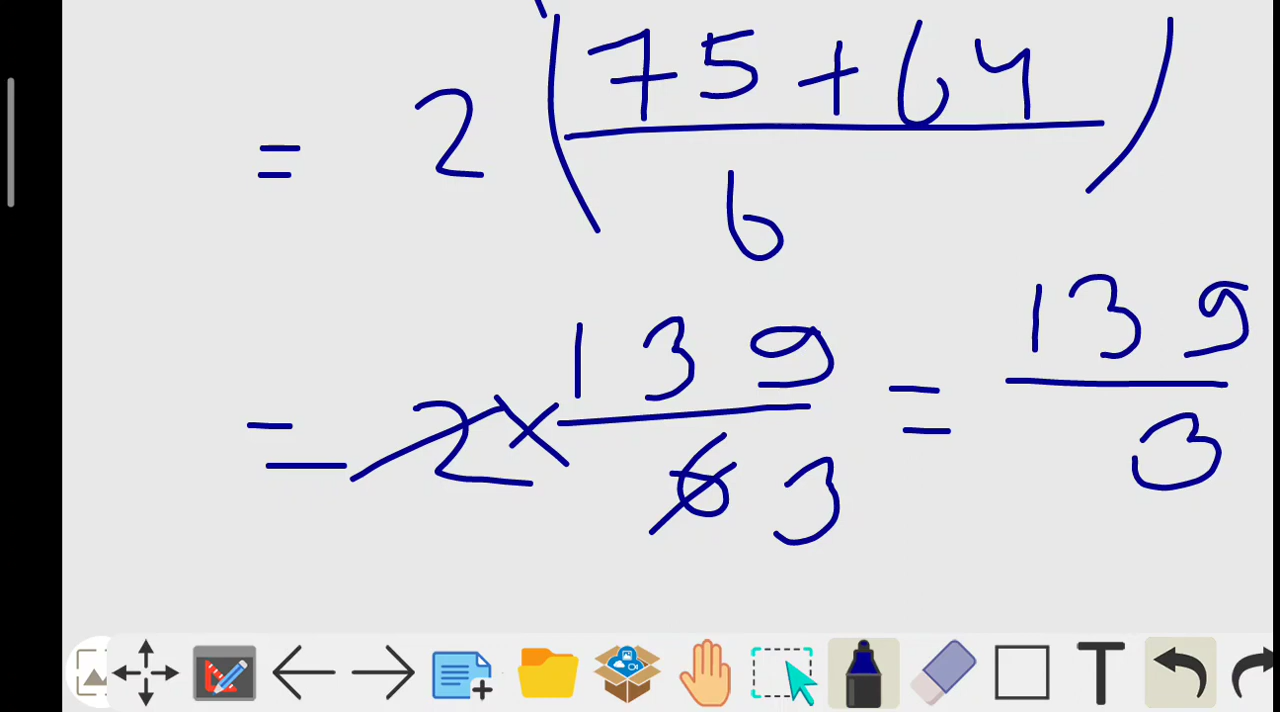 = 2 ( 75 + 64 / 6 )
= 2 × 139 / 6 3 = 139 / 3
T